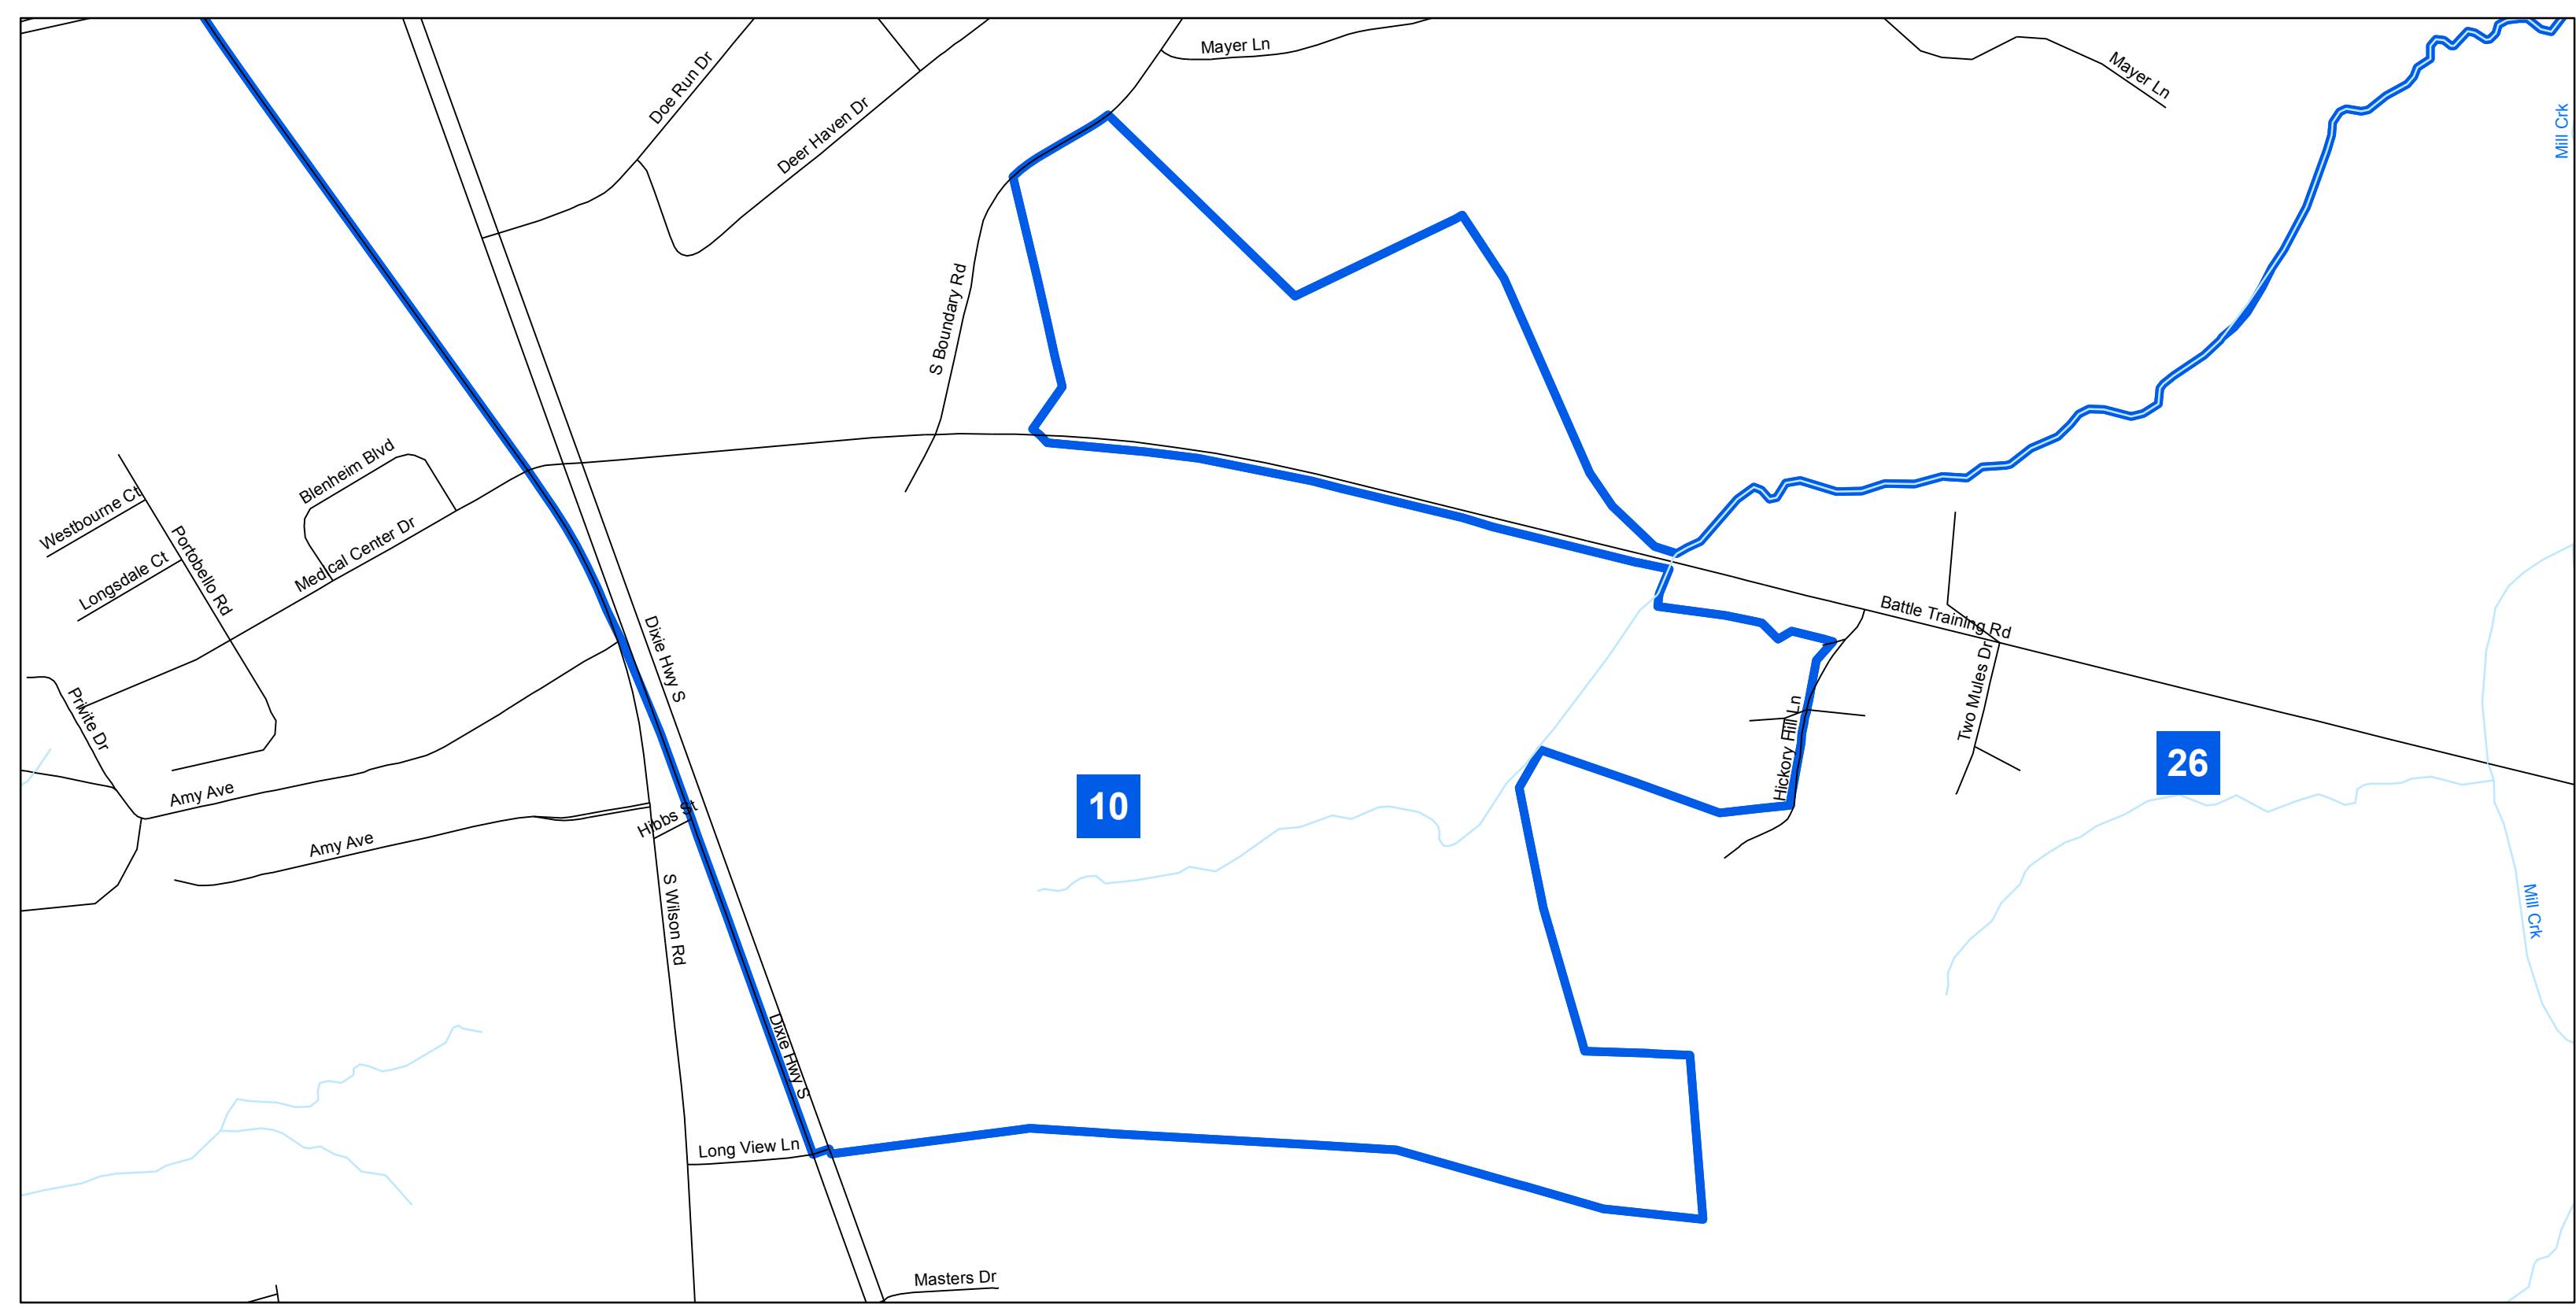 Mayer Ln
Doe Run Dr
Mayer Ln
Deer Haven Dr
Mill Crk
S Boundary Rd
Blenheim Blvd
Westbourne Ct
Portobello Rd
Medical Center Dr
Longsdale Ct
Battle Training Rd
Dixie Hwy S
Two Mules Dr
Privite Dr
Hickory Hill Ln
26
10
Amy Ave
Hibbs St
Amy Ave
S Wilson Rd
Mill Crk
Dixie Hwy S
Long View Ln
Masters Dr